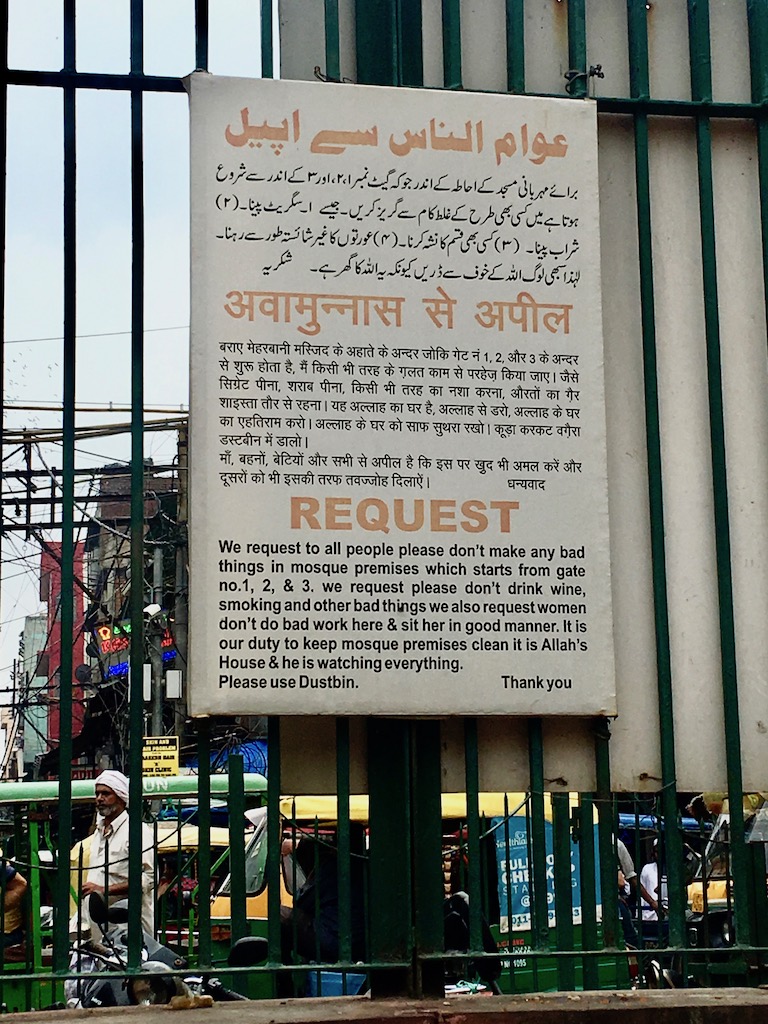 عوام الناس سے اپیل
برائے مہربانی مسجد کے احاطہ کے اندر جو کہ گیٹ نمبر ۱، ۲، اور ۳ کے اندر سے شروع
ہوتا ہے میں کسی بھی طرح کے غلط کام سے گریز کریں۔ جیسے ۱۔ سگریٹ پینا۔ (۲)
شراب پینا۔ (۳) کسی بھی قسم کا نشہ کرنا۔ (۴) عورتوں کا غیر شائستہ طور سے رہنا۔
لہٰذا سبھی لوگ اللہ کے خوف سے ڈریں کیونکہ یہ اللہ کا گھر ہے۔ شکریہ
अवामुन्नास से अपील
बराए मेहरबानी मस्जिद के अहाते के अन्दर जोकि गेट नं 1, 2, और 3 के अन्दर
से शुरू होता है, मैं किसी भी तरह के ग़लत काम से परहेज़ किया जाए। जैसे
सिग्रेट पीना, शराब पीना, किसी भी तरह का नशा करना, औरतों का ग़ैर
शाइस्ता तौर से रहना। यह अल्लाह का घर है, अल्लाह से डरो, अल्लाह के घर
का एहतिराम करो। अल्लाह के घर को साफ सुथरा रखो। कूड़ा करकट वग़ैरा
डस्टबीन में डालो।
माँ, बहनों, बेटियों और सभी से अपील है कि इस पर खुद भी अमल करें और
दूसरों को भी इसकी तरफ तवज्जोह दिलाऐं। धन्यवाद
REQUEST
We request to all people please don't make any bad
things in mosque premises which starts from gate
no.1, 2, & 3. we request please don't drink wine,
smoking and other bad things we also request women
don't do bad work here & sit her in good manner. It is
our duty to keep mosque premises clean it is Allah's
House & he is watching everything.
Please use Dustbin. Thank you
SKIN AND
PROBLEM
SKIN CLINIC
UN